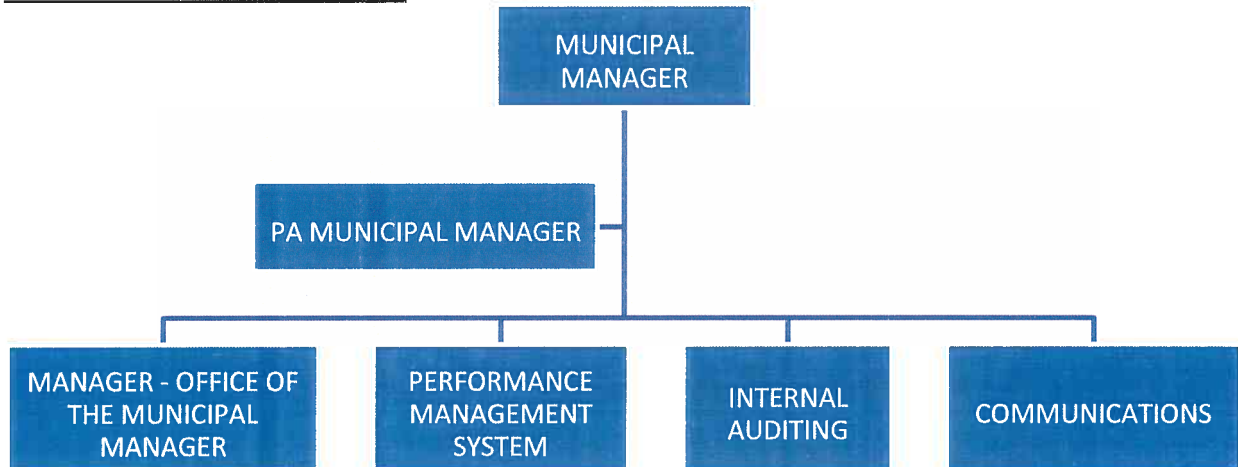 MUNICIPAL
MANAGER
PA MUNICIPAL MANAGER
MANAGER - OFFICE OF
THE MUNICIPAL
MANAGER
PERFORMANCE
MANAGEMENT
SYSTEM
INTERNAL
AUDITING
COMMUNICATIONS